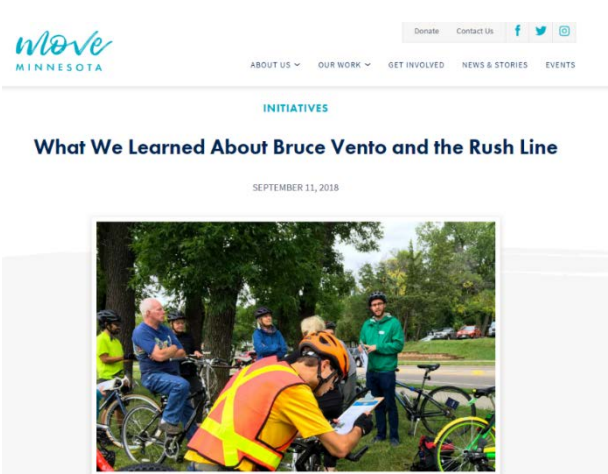 move
MINNESOTA
Donate Contact Us
ABOUT US OUR WORK GET INVOLVED NEWS & STORIES EVENTS
INITIATIVES
What We Learned About Bruce Vento and the Rush Line
SEPTEMBER 11, 2018